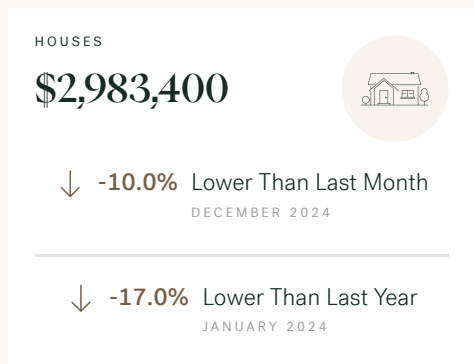 HOUSES
$2,983,400
-10.0% Lower Than Last Month
DECEMBER 2024
-17.0% Lower Than Last Year
JANUARY 2024